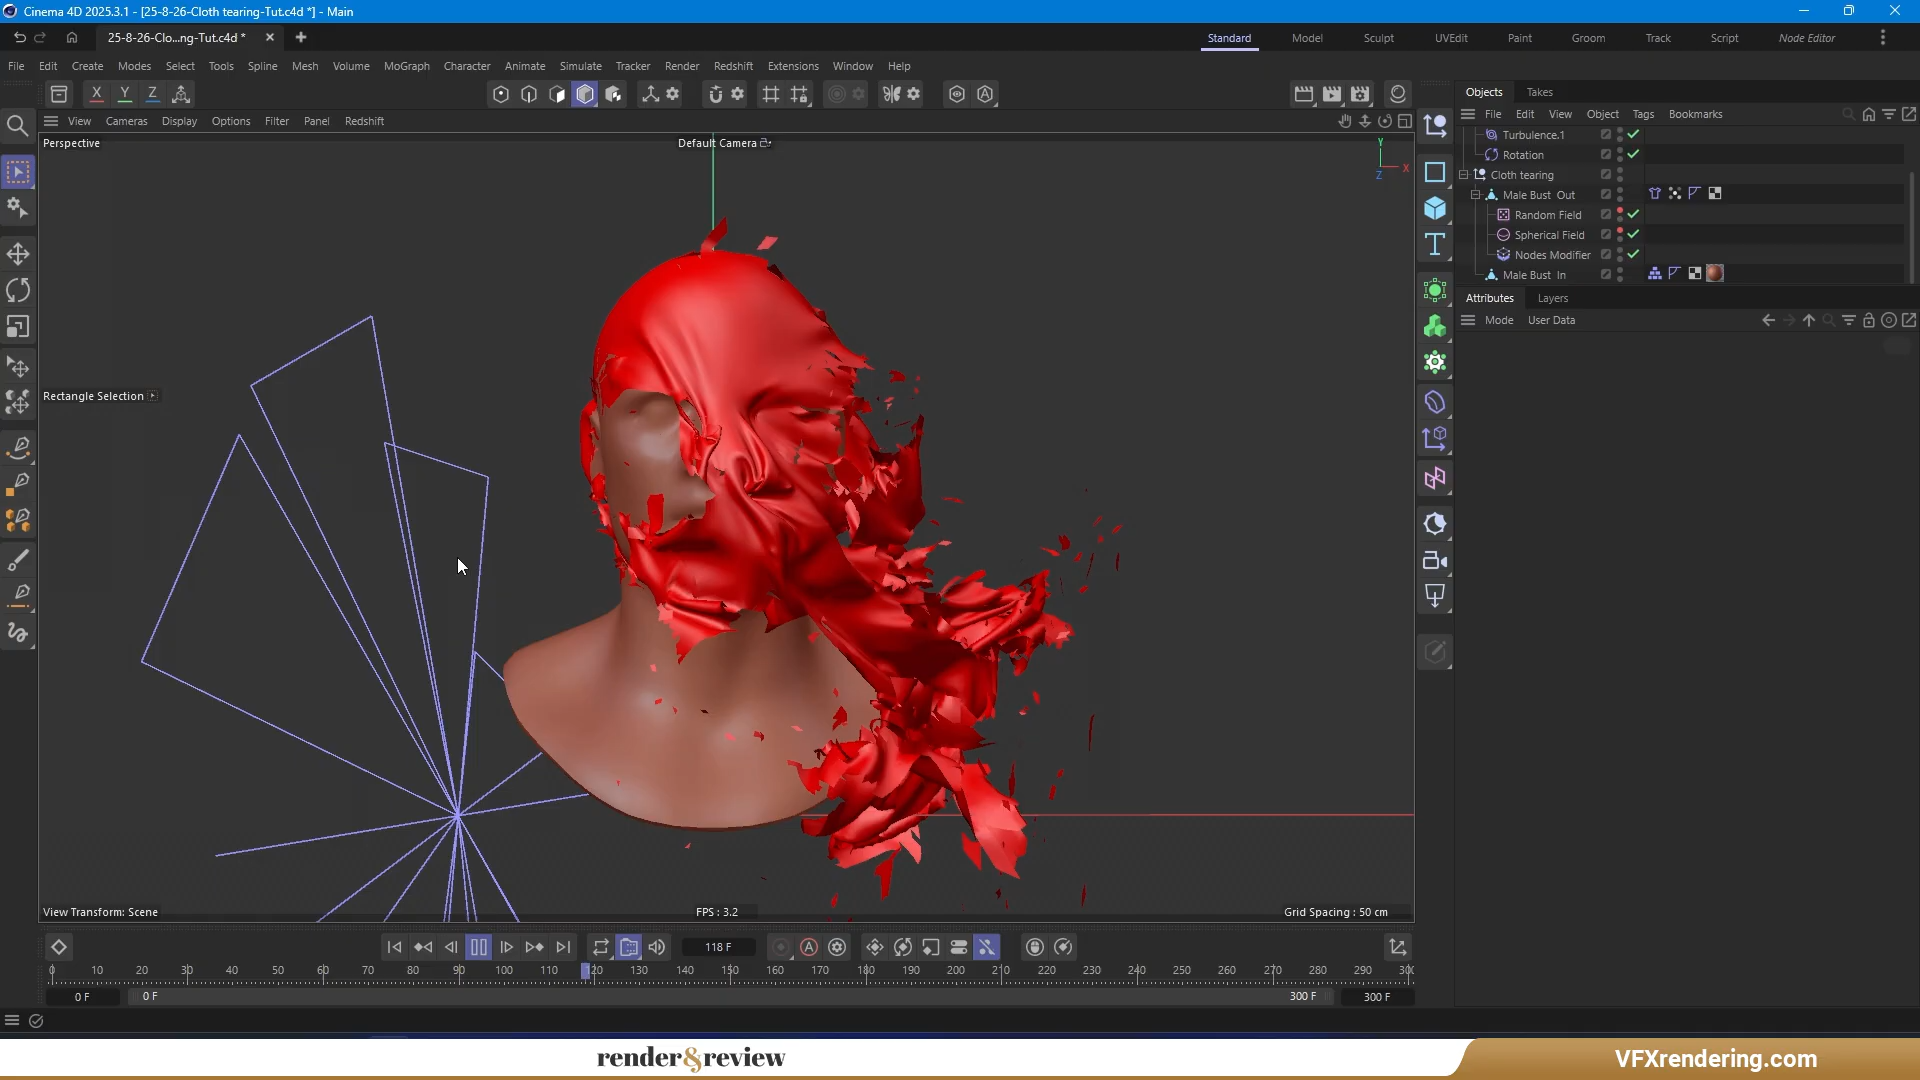 Cinema 4D 2025.3.1 - [25-8-26-Cloth tearing-Tut.c4d *] - Main
25-8-26-Clo...ng-Tut.c4d *
Standard Model Sculpt UVEdit Paint Groom Track Script Node Editor
File Edit Create Modes Select Tools Spline Mesh Volume MoGraph Character Animate Simulate Tracker Render Redshift Extensions Window Help
X Y Z
Objects Takes
View Cameras Display Options Filter Panel Redshift
File Edit View Object Tags Bookmarks
Perspective
Default Camera
Y
X
Z
Turbulence.1
Rotation
Cloth tearing
Male Bust Out
Random Field
Spherical Field
Nodes Modifier
Male Bust In
Attributes Layers
Mode User Data
Rectangle Selection
View Transform: Scene
FPS : 3.2
Grid Spacing : 50 cm
118 F
0 10 20 30 40 50 60 70 80 90 100 110 120 130 140 150 160 170 180 190 200 210 220 230 240 250 260 270 280 290 30
0 F
0 F
300 F
300 F
render&review
VFXrendering.com